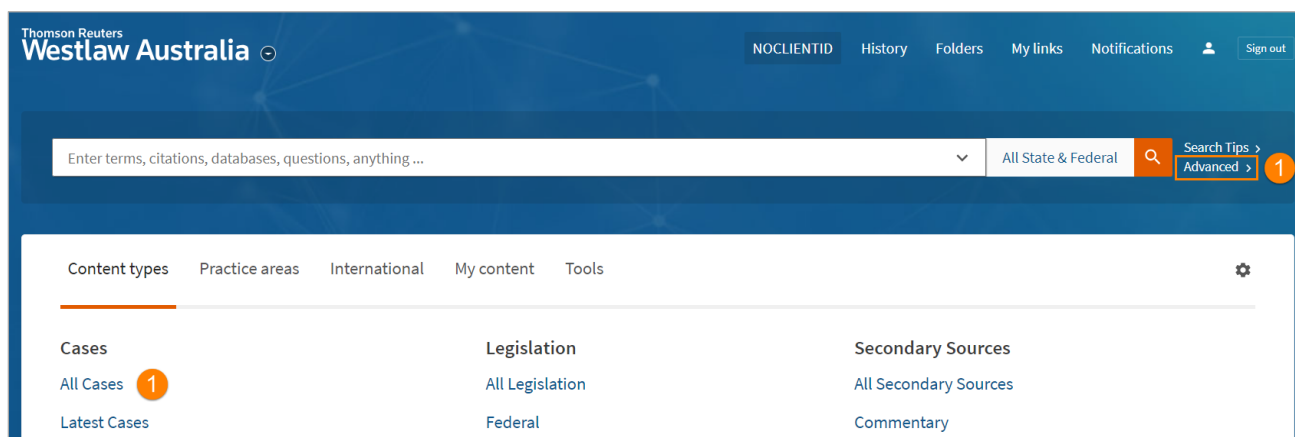 Thomson Reuters
Westlaw Australia
NOCLIENTID History Folders My links Notifications Sign out
Enter terms, citations, databases, questions, anything ... All State & Federal
Search Tips >
Advanced > 1
Content types Practice areas International My content Tools
Cases Legislation Secondary Sources
All Cases 1 All Legislation All Secondary Sources
Latest Cases Federal Commentary